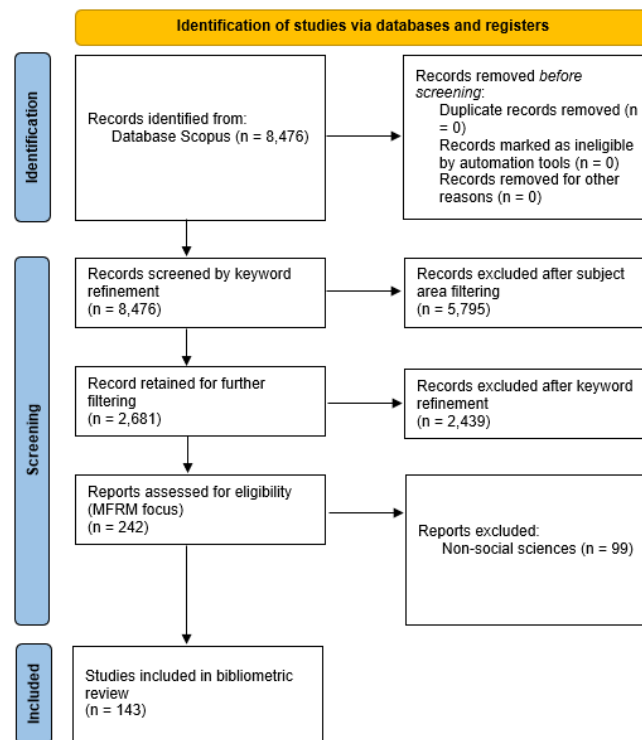 Identification of studies via databases and registers
Identification
Records identified from:
Database Scopus (n = 8,476)
Records removed before
screening:
Duplicate records removed (n
= 0)
Records marked as ineligible
by automation tools (n = 0)
Records removed for other
reasons (n = 0)
Screening
Records screened by keyword
refinement
(n = 8,476)
Records excluded after subject
area filtering
(n = 5,795)
Record retained for further
filtering
(n = 2,681)
Records excluded after keyword
refinement
(n = 2,439)
Reports assessed for eligibility
(MFRM focus)
(n = 242)
Reports excluded:
Non-social sciences (n = 99)
Included
Studies included in bibliometric
review
(n = 143)